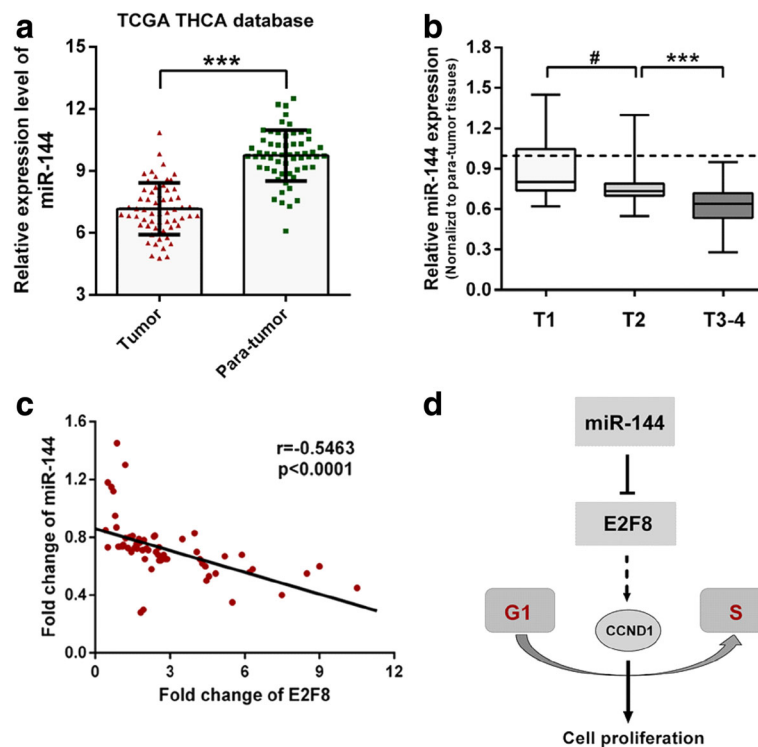 a
TCGA THCA database
Relative expression level of
miR-144
15
12
9
6
3
***
Tumor
Para-tumor
b
Relative miR-144 expression
(Normalizd to para-tumor tissues)
1.8
1.5
1.2
0.9
0.6
0.3
0.0
#
***
T1
T2
T3-4
c
Fold change of miR-144
1.6
1.2
0.8
0.4
0.0
r=-0.5463
p<0.0001
0
3
6
9
12
Fold change of E2F8
d
miR-144
E2F8
G1
CCND1
S
Cell proliferation